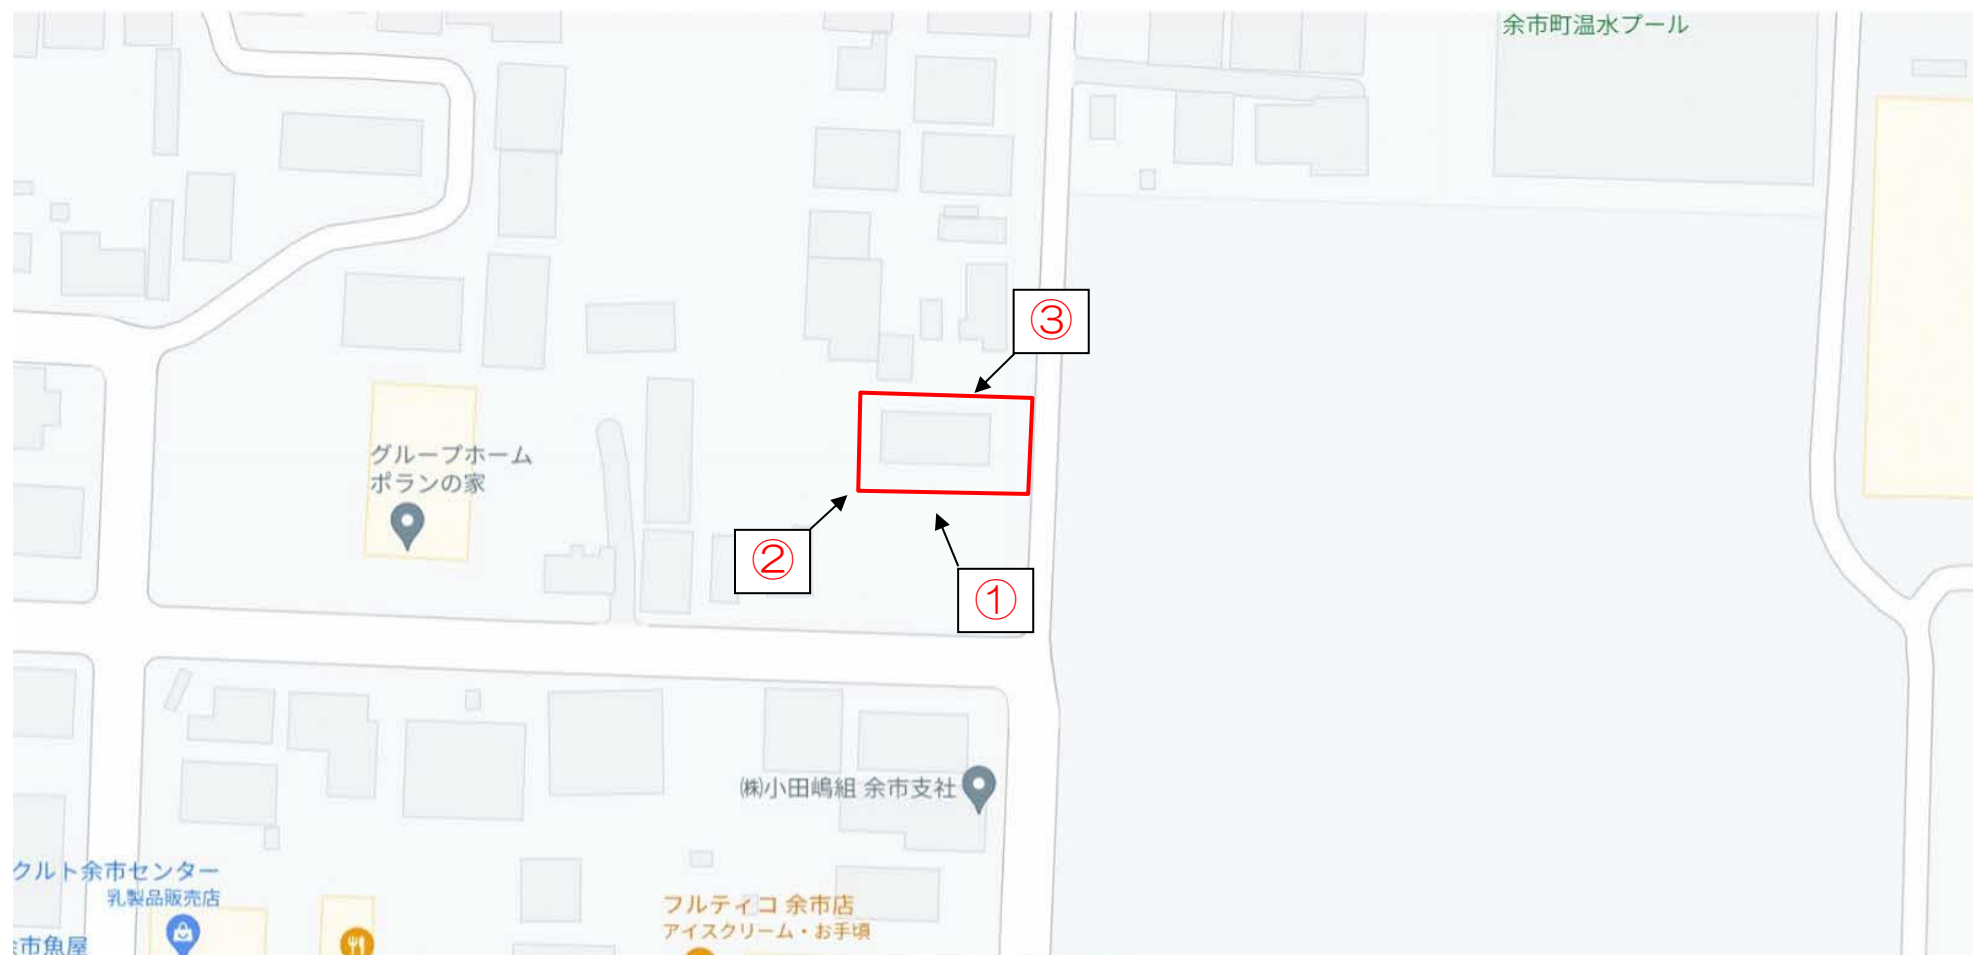 余市町温水プール
③
グループホーム
ポランの家
②
①
㈱小田嶋組 余市支社
クルト余市センター
乳製品販売店
フルティコ 余市店
アイスクリーム・お手頃
市魚屋